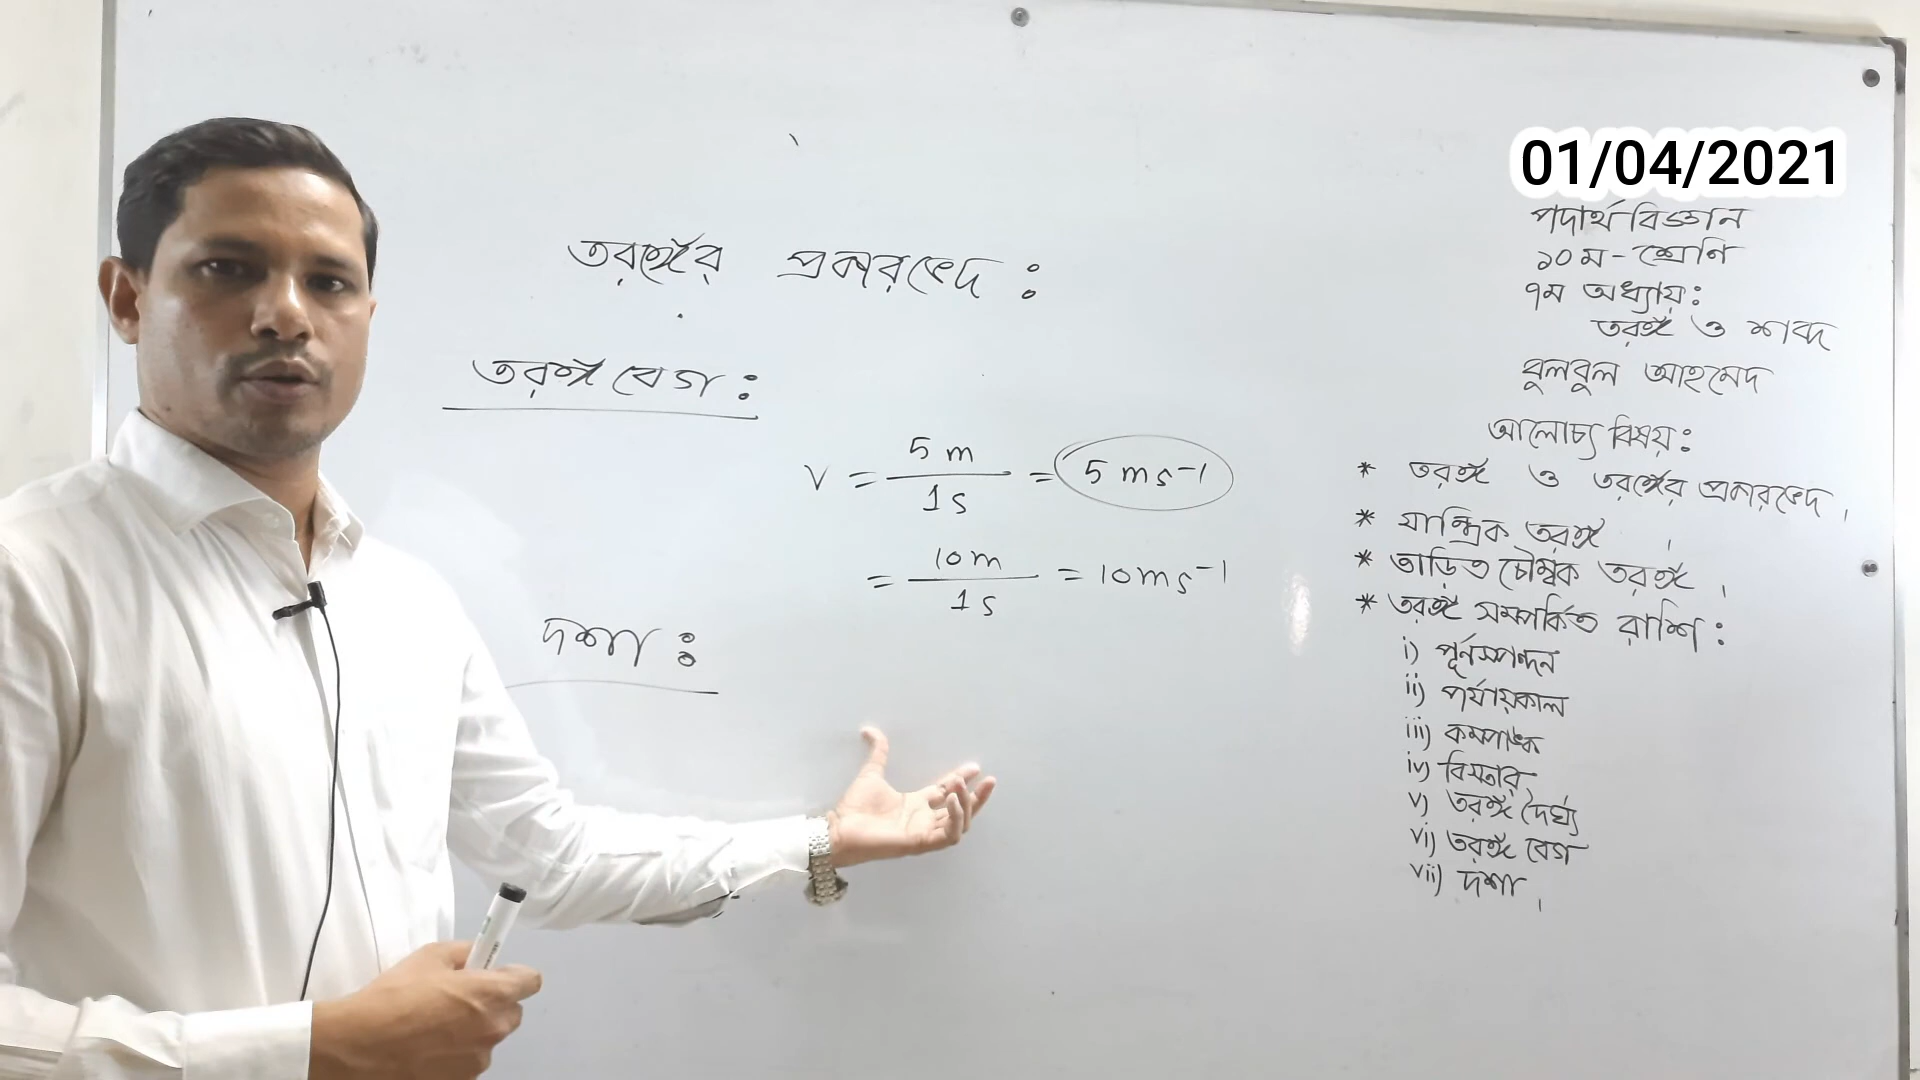 তরঙ্গের প্রকারভেদ :
তরঙ্গ বেগ :
v = 5 m / 1 s = 5 ms⁻¹
= 10 m / 1 s = 10 ms⁻¹
দশা :
01/04/2021
পদার্থ বিজ্ঞান
১০ম - শ্রেণি
৭ম অধ্যায় :
তরঙ্গ ও শব্দ
বুলবুল আহমেদ
আলোচ্য বিষয় :
* তরঙ্গ ও তরঙ্গের প্রকারভেদ ।
* যান্ত্রিক তরঙ্গ ।
* তাড়িত চৌম্বক তরঙ্গ ।
* তরঙ্গ সম্পর্কিত রাশি :
i) পূর্নস্পন্দন
ii) পর্যায়কাল
iii) কম্পাঙ্ক
iv) বিস্তার
v) তরঙ্গ দৈর্ঘ্য
vi) তরঙ্গ বেগ
vii) দশা ।